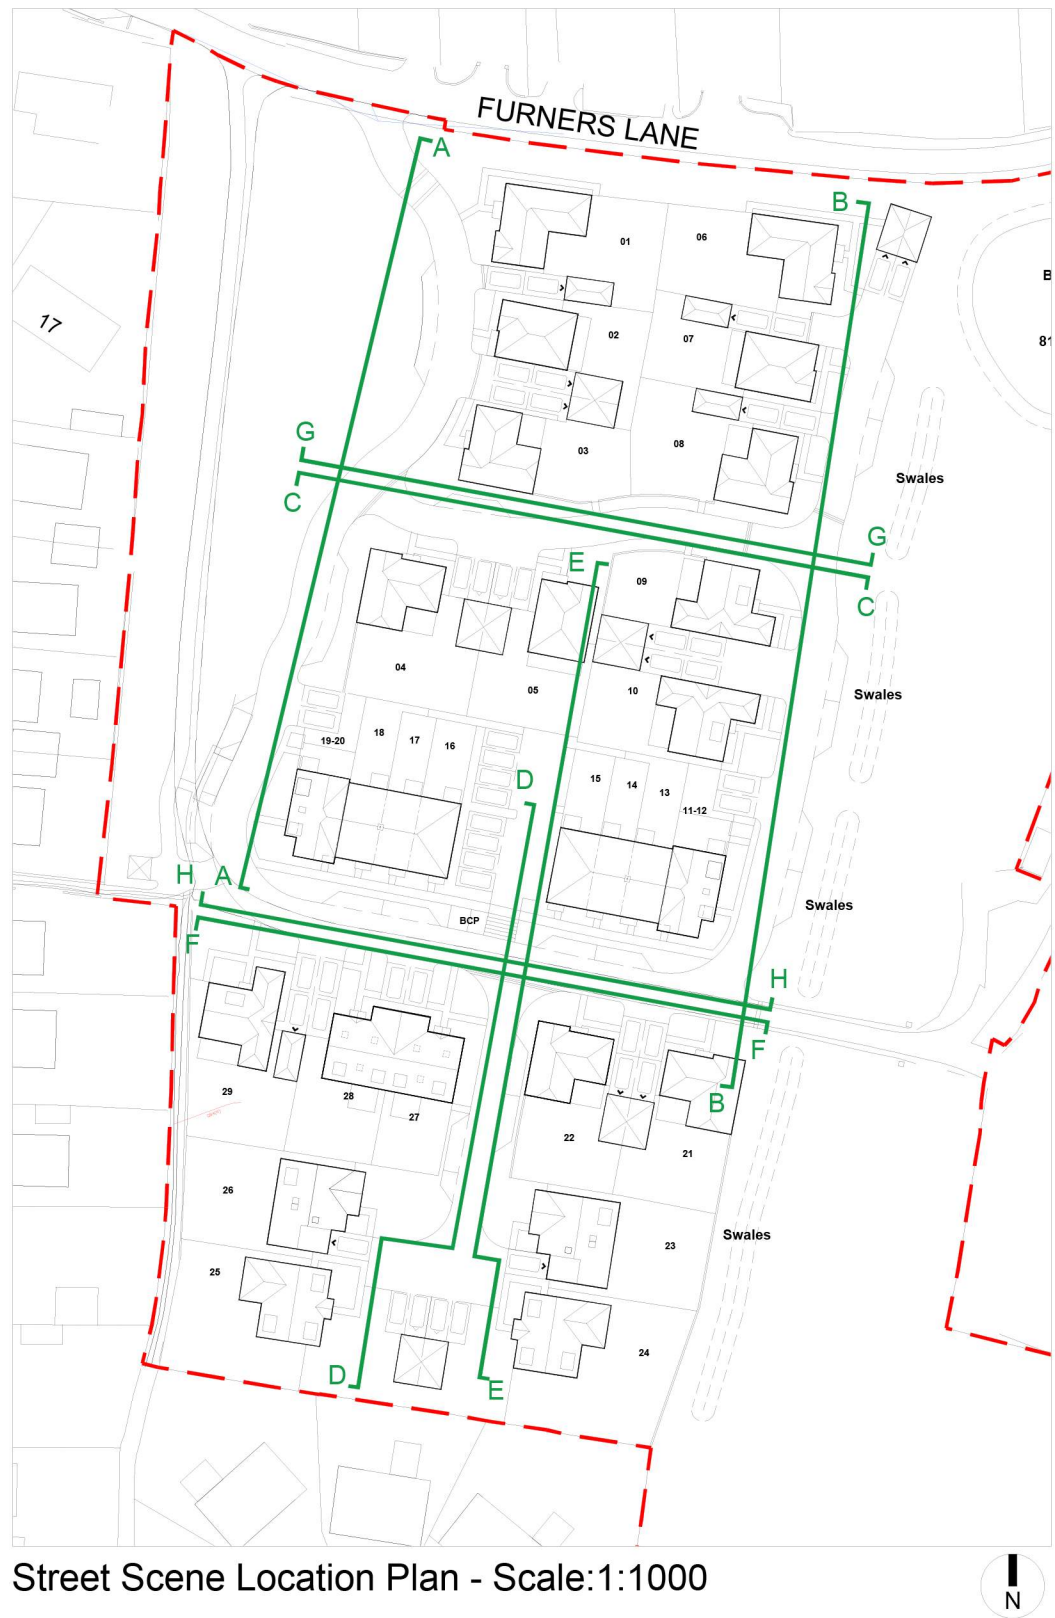 FURNERS LANE
A
B
01
06
B
17
02
07
81
03
08
G
Swales
C
G
E
09
C
04
05
10
Swales
19-20
18
17
16
D
15
14
13
11-12
H
A
BCP
Swales
F
H
F
29
28
27
B
22
21
26
23
Swales
25
24
D
E
Street Scene Location Plan - Scale:1:1000
N